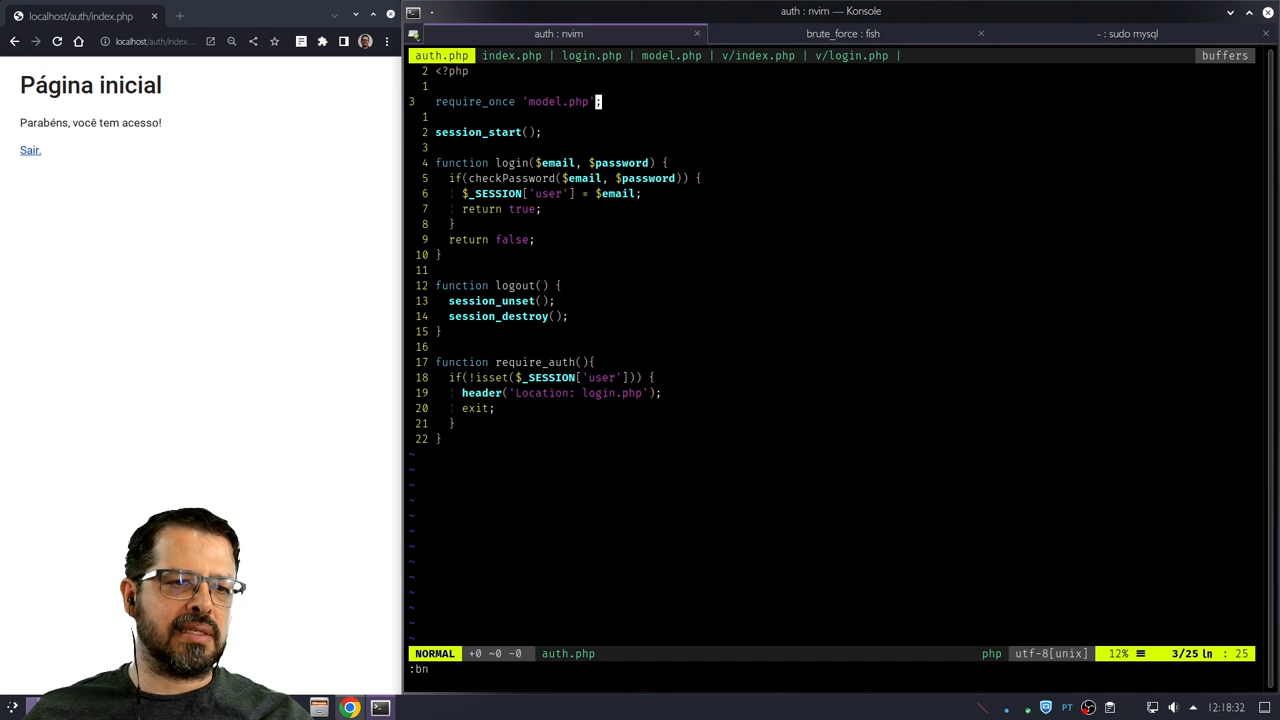 localhost/auth/index.php
localhost/auth/index...
Página inicial
Parabéns, você tem acesso!
Sair.
auth : nvim — Konsole
auth : nvim
brute_force : fish
- : sudo mysql
auth.php index.php | login.php | model.php | v/index.php | v/login.php | buffers
2 <?php
1
3 require_once 'model.php';
1
2 session_start();
3
4 function login($email, $password) {
5 if(checkPassword($email, $password)) {
6 $_SESSION['user'] = $email;
7 return true;
8 }
9 return false;
10 }
11
12 function logout() {
13 session_unset();
14 session_destroy();
15 }
16
17 function require_auth(){
18 if(!isset($_SESSION['user'])) {
19 header('Location: login.php');
20 exit;
21 }
22 }
~
~
~
~
~
~
~
~
~
~
~
~
~
NORMAL +0 ~0 -0 auth.php php utf-8[unix] 12% ☰ 3/25 ln : 25
:bn
PT 12:18:32